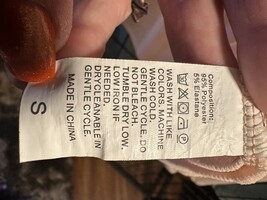 Composition:
95% Polyester
5% Elastane
WASH WITH LIKE
COLORS. MACHINE
WASH COLD.
GENTLE CYCLE. DO
NOT BLEACH.
TUMBLE DRY LOW.
LOW IRON IF
NEEDED.
DRYCLEANABLE IN
GENTLE CYCLE.
MADE IN CHINA
S